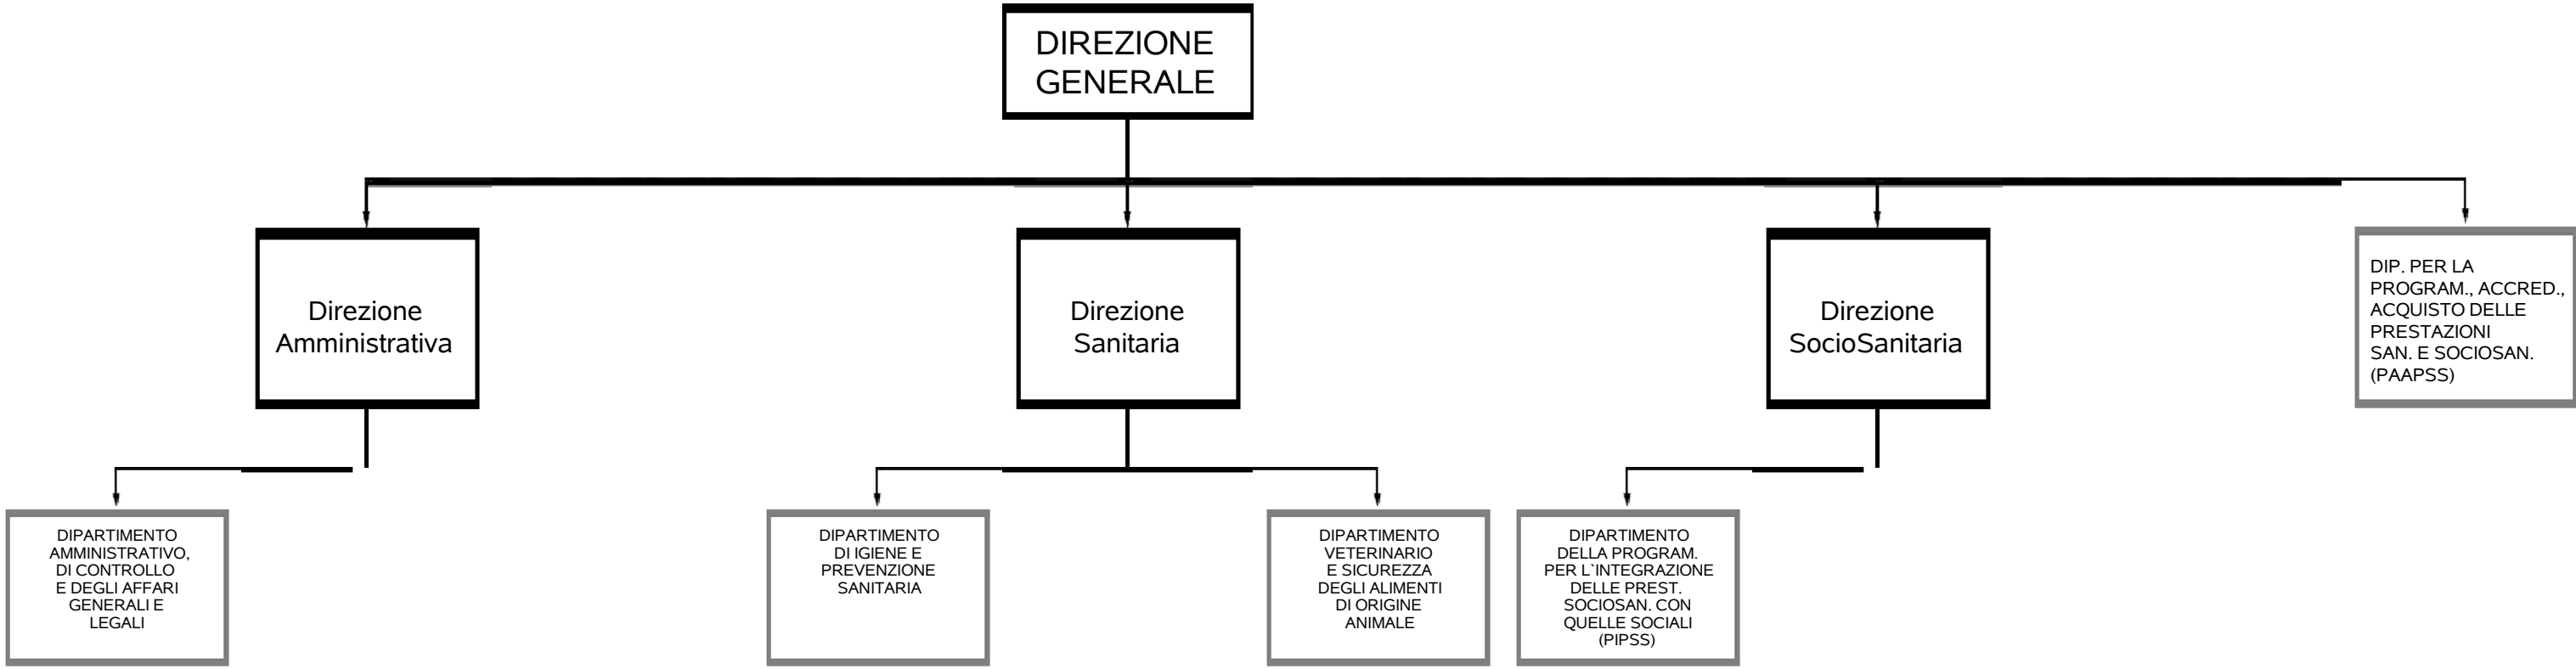 DIREZIONE
GENERALE
Direzione
Amministrativa
Direzione
Sanitaria
Direzione
SocioSanitaria
DIP. PER LA
PROGRAM., ACCRED.,
ACQUISTO DELLE
PRESTAZIONI
SAN. E SOCIOSAN.
(PAAPSS)
DIPARTIMENTO
AMMINISTRATIVO,
DI CONTROLLO
E DEGLI AFFARI
GENERALI E
LEGALI
DIPARTIMENTO
DI IGIENE E
PREVENZIONE
SANITARIA
DIPARTIMENTO
VETERINARIO
E SICUREZZA
DEGLI ALIMENTI
DI ORIGINE
ANIMALE
DIPARTIMENTO
DELLA PROGRAM.
PER L`INTEGRAZIONE
DELLE PREST.
SOCIOSAN. CON
QUELLE SOCIALI
(PIPSS)